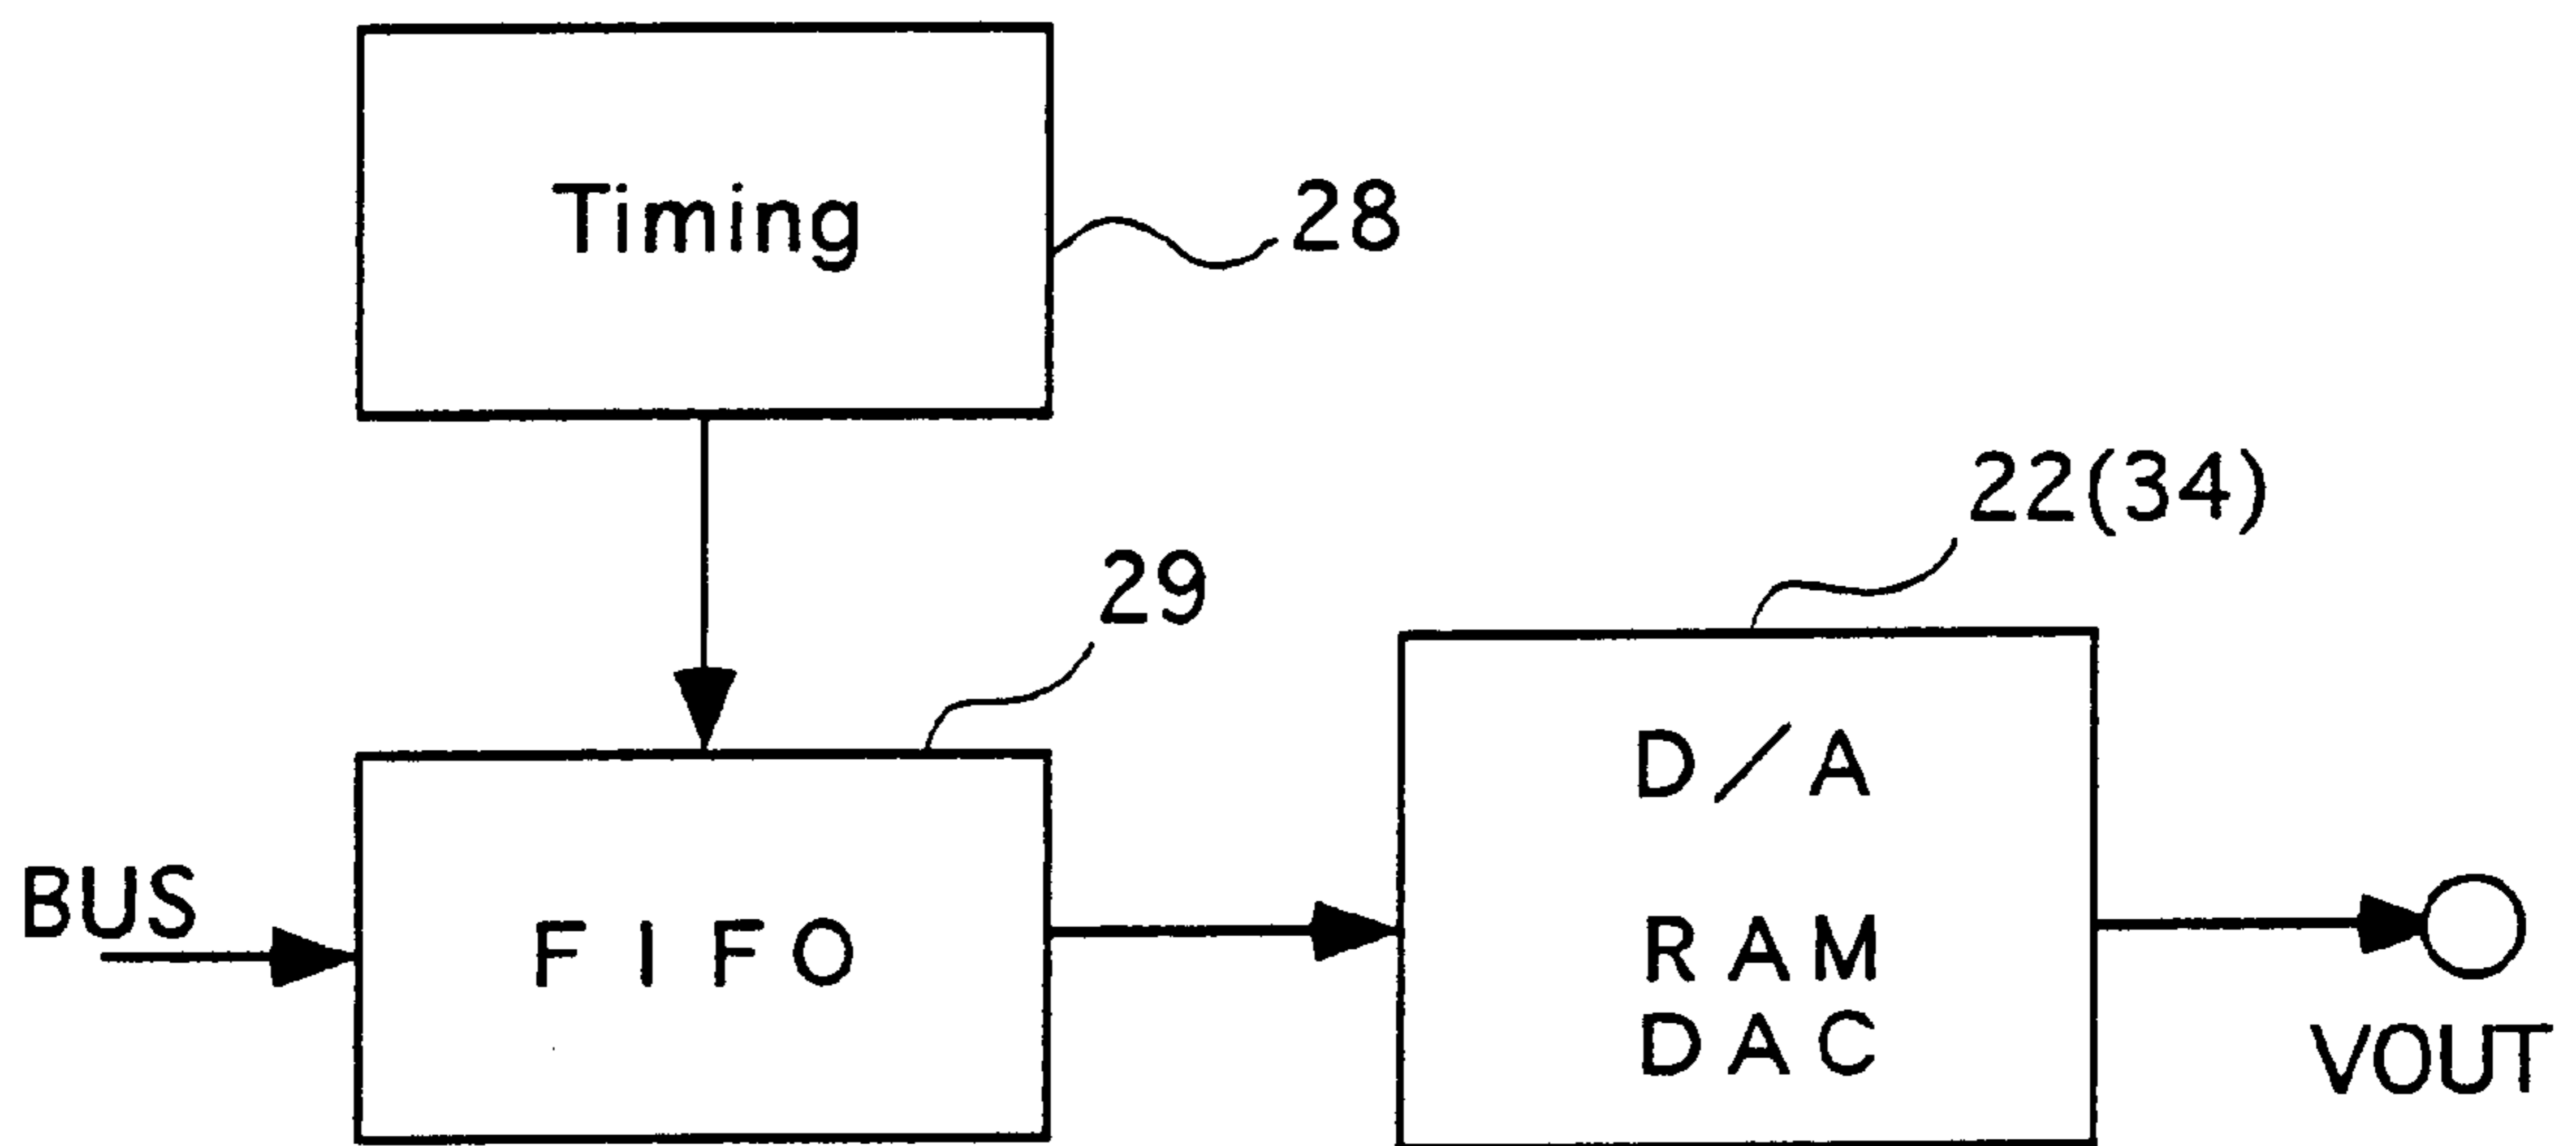 Timing
28
22(34)
29
D/A
BUS
FIFO
RAM
DAC
VOUT